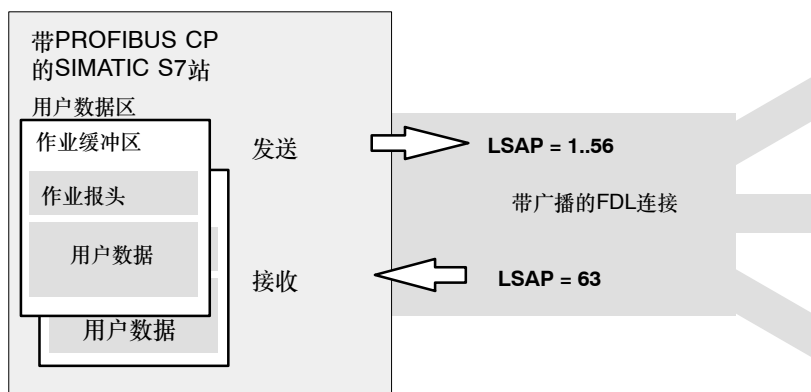 带PROFIBUS CP
的SIMATIC S7站
用户数据区
作业缓冲区
作业报头
用户数据
用户数据
发送
接收
LSAP = 1..56
带广播的FDL连接
LSAP = 63